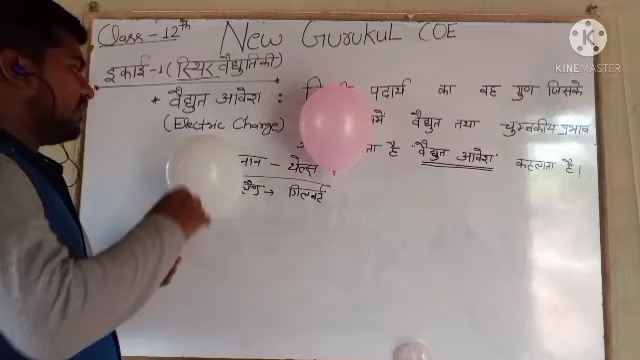 Class-12th New Gurukul COE
KINEMASTER
इकाई-1 (स्थिर वैद्युतिकी)
* वैद्युत आवेश : पदार्थ का वह गुण जिसके
(Electric Charge) में वैद्युत तथा चुम्बकीय प्रभाव
ता है "वैद्युत आवेश" कहलाता है।
थेल्स
गिलबर्ट